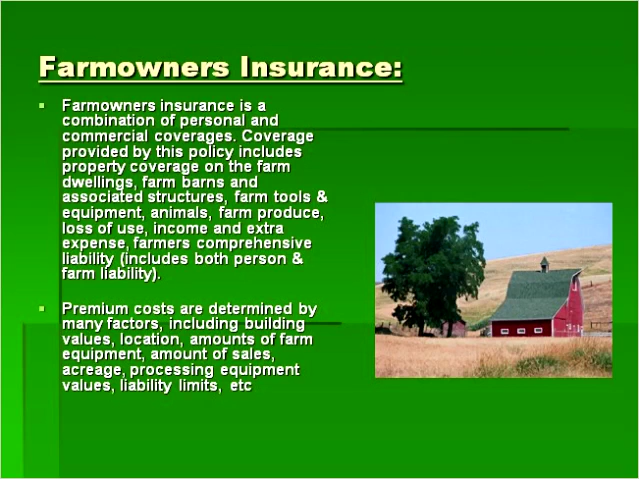 Farmowners Insurance:
Farmowners insurance is a
combination of personal and
commercial coverages. Coverage
provided by this policy includes
property coverage on the farm
dwellings, farm barns and
associated structures, farm tools &
equipment, animals, farm produce,
loss of use, income and extra
expense, farmers comprehensive
liability (includes both person &
farm liability).
Premium costs are determined by
many factors, including building
values, location, amounts of farm
equipment, amount of sales,
acreage, processing equipment
values, liability limits, etc